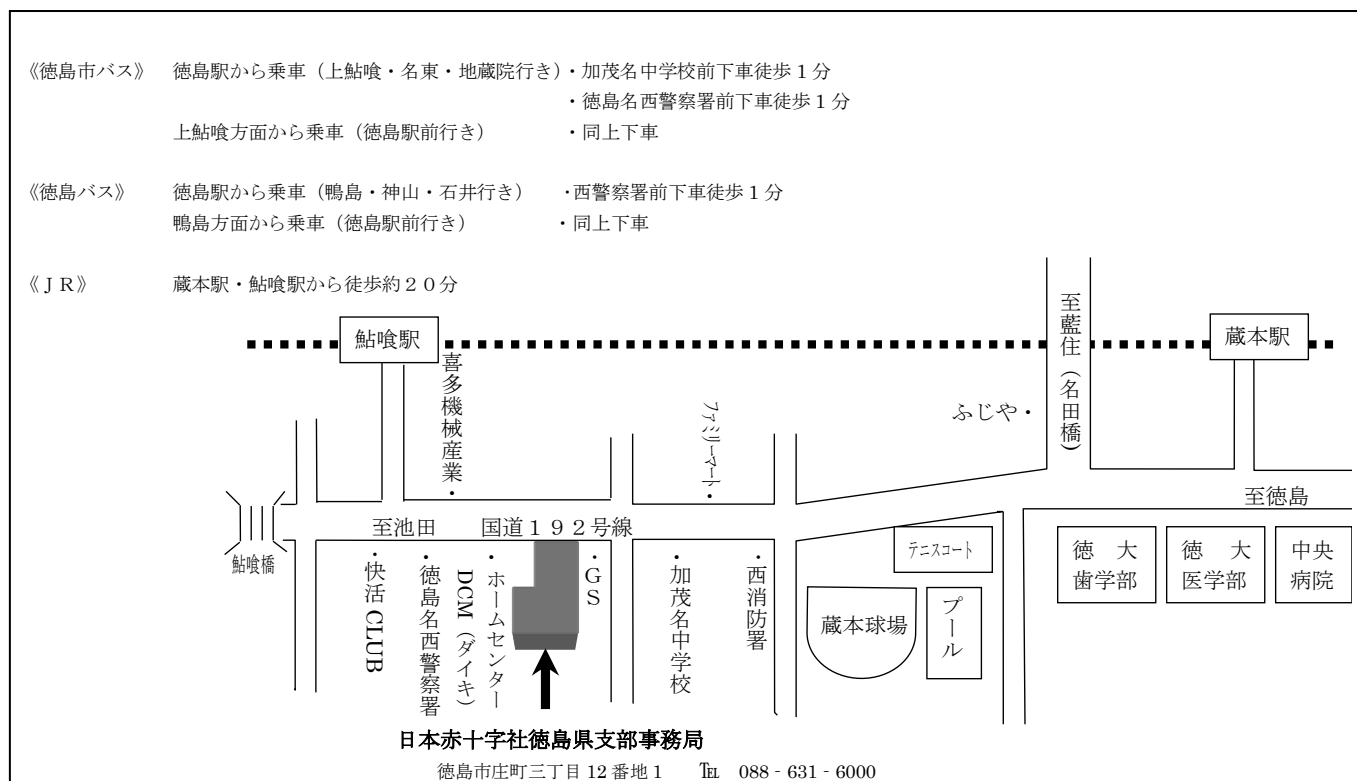 《徳島市バス》 徳島駅から乗車（上鮎喰・名東・地蔵院行き）・加茂名中学校前下車徒歩１分
・徳島名西警察署前下車徒歩１分
上鮎喰方面から乗車（徳島駅前行き） ・同上下車
《徳島バス》 徳島駅から乗車（鴨島・神山・石井行き） ・西警察署前下車徒歩１分
鴨島方面から乗車（徳島駅前行き） ・同上下車
《ＪＲ》 蔵本駅・鮎喰駅から徒歩約２０分
鮎喰駅
喜多機械産業・
ファミリーマート・
ふじや・
至藍住（名田橋）
蔵本駅
至徳島
鮎喰橋
至池田 国道１９２号線
・快活 CLUB
・徳島名西警察署
・ホームセンター
DCM（ダイキ）
・GS
・加茂名中学校
・西消防署
テニスコート
蔵本球場
プール
徳 大
歯学部
徳 大
医学部
中央
病院
日本赤十字社徳島県支部事務局
徳島市庄町三丁目 12 番地 1 ℡ 088 - 631 - 6000